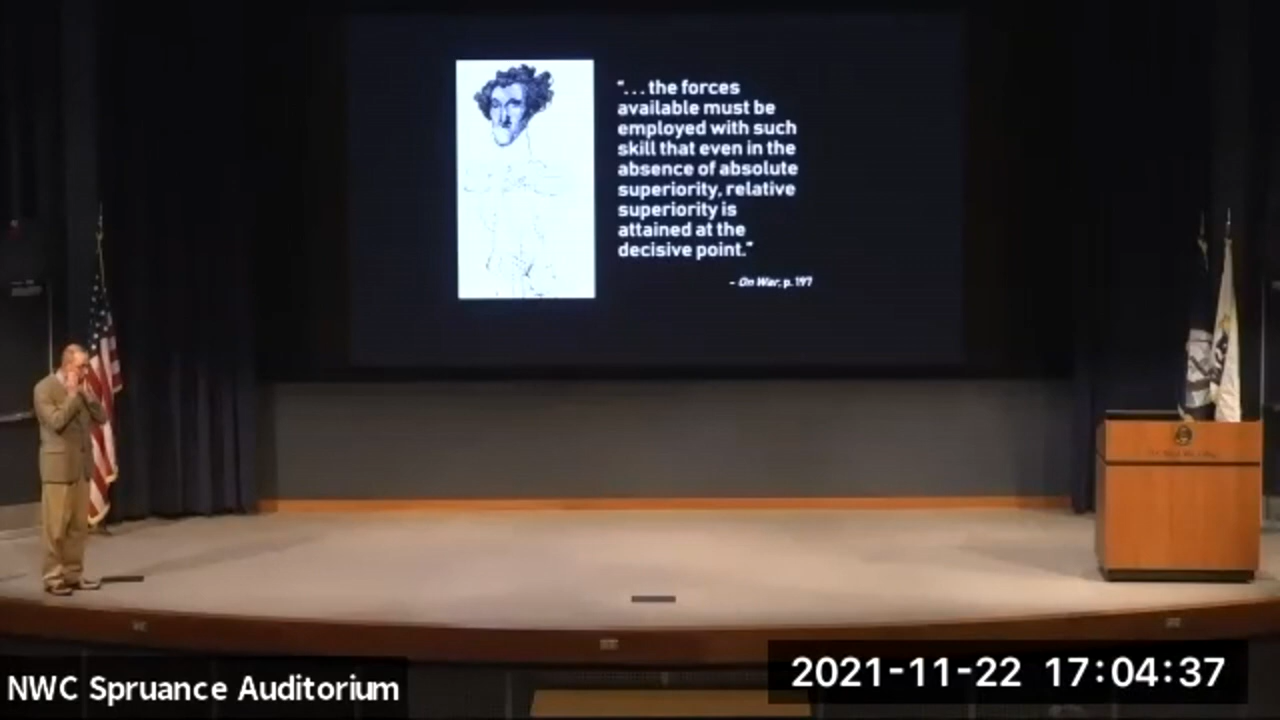 “. . . the forces
available must be
employed with such
skill that even in the
absence of absolute
superiority, relative
superiority is
attained at the
decisive point.”
– On War, p. 197
NWC Spruance Auditorium
2021-11-22 17:04:37